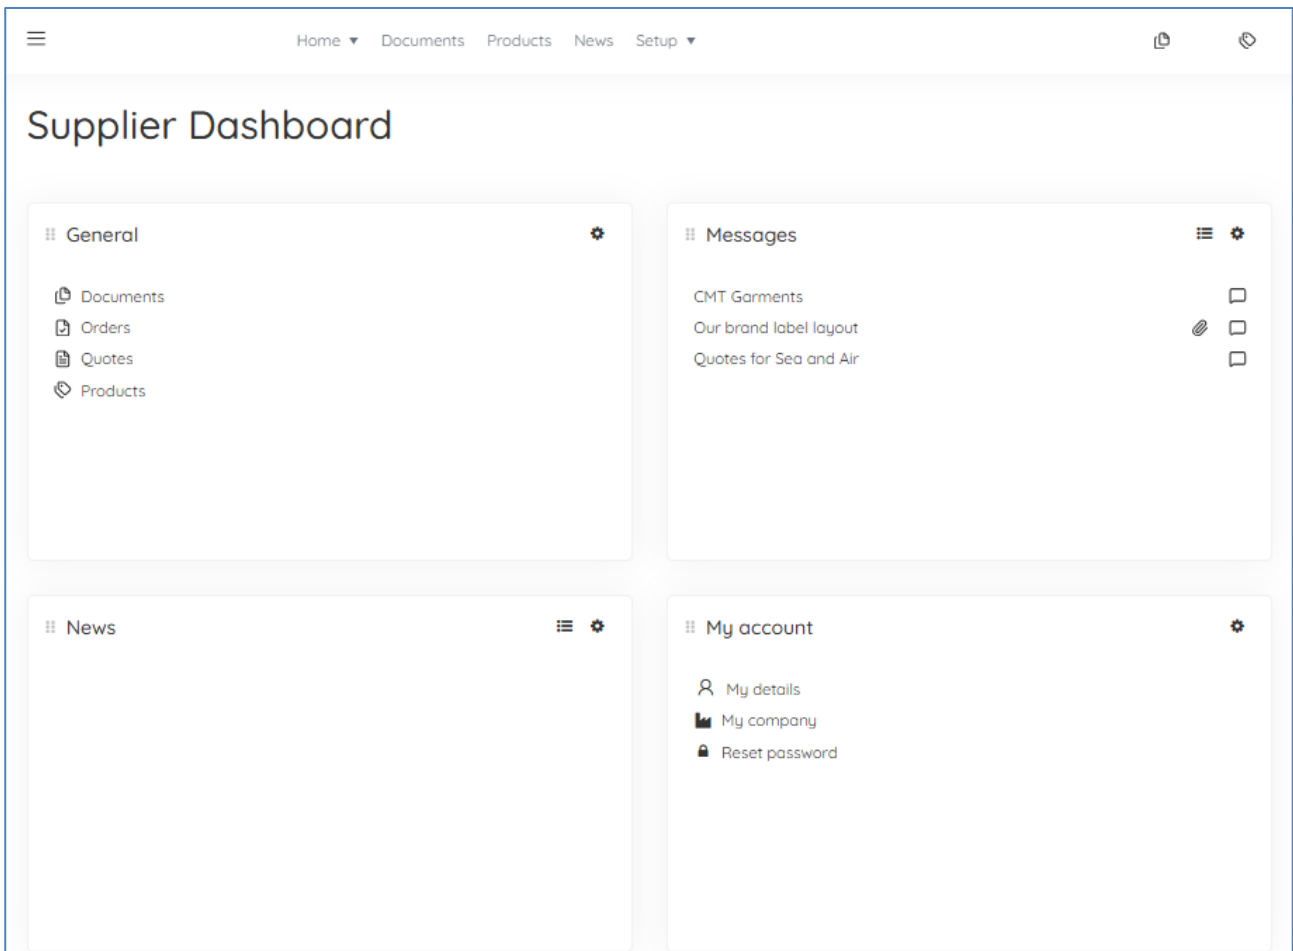 Home Documents Products News Setup
Supplier Dashboard
General
Documents
Orders
Quotes
Products
Messages
CMT Garments
Our brand label layout
Quotes for Sea and Air
News
My account
My details
My company
Reset password